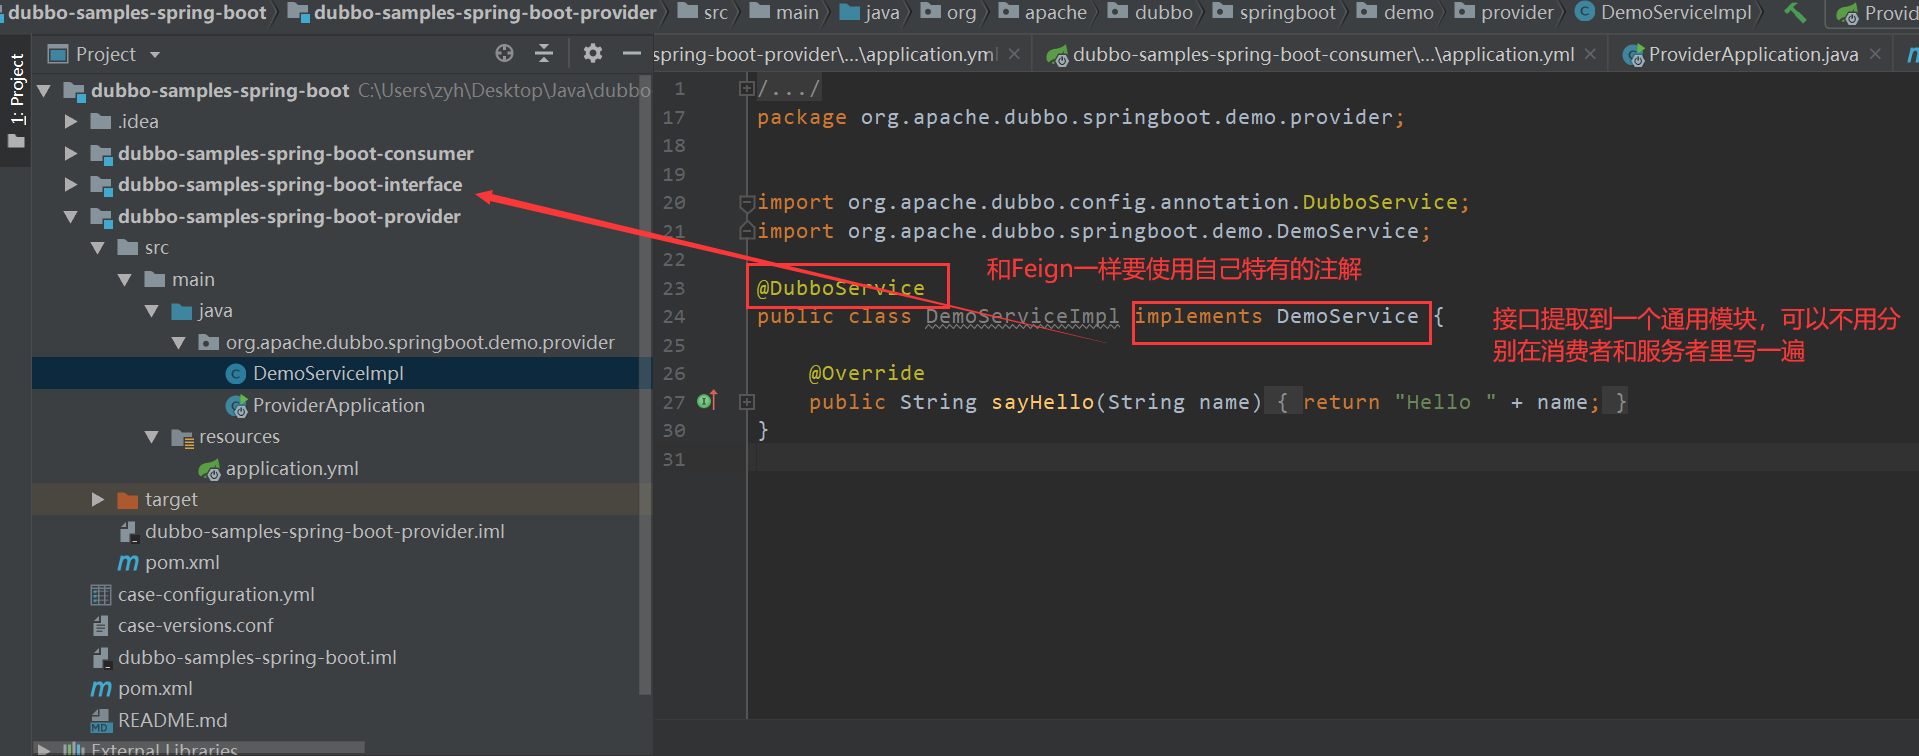 dubbo-samples-spring-boot dubbo-samples-spring-boot-provider src main java org apache dubbo springboot demo provider DemoServiceImpl Provid
1: Project
Project
spring-boot-provider\...\application.yml dubbo-samples-spring-boot-consumer\...\application.yml ProviderApplication.java
dubbo-samples-spring-boot C:\Users\zyh\Desktop\Java\dubbo
.idea
dubbo-samples-spring-boot-consumer
dubbo-samples-spring-boot-interface
dubbo-samples-spring-boot-provider
src
main
java
org.apache.dubbo.springboot.demo.provider
DemoServiceImpl
ProviderApplication
resources
application.yml
target
dubbo-samples-spring-boot-provider.iml
pom.xml
case-configuration.yml
case-versions.conf
dubbo-samples-spring-boot.iml
pom.xml
README.md
External Libraries
1 /.../
17 package org.apache.dubbo.springboot.demo.provider;
18
19
20 import org.apache.dubbo.config.annotation.DubboService;
21 import org.apache.dubbo.springboot.demo.DemoService;
22
23 @DubboService
24 public class DemoServiceImpl implements DemoService {
25
26 @Override
27 public String sayHello(String name) { return "Hello " + name; }
30 }
31
和Feign一样要使用自己特有的注解
接口提取到一个通用模块，可以不用分
别在消费者和服务者里写一遍